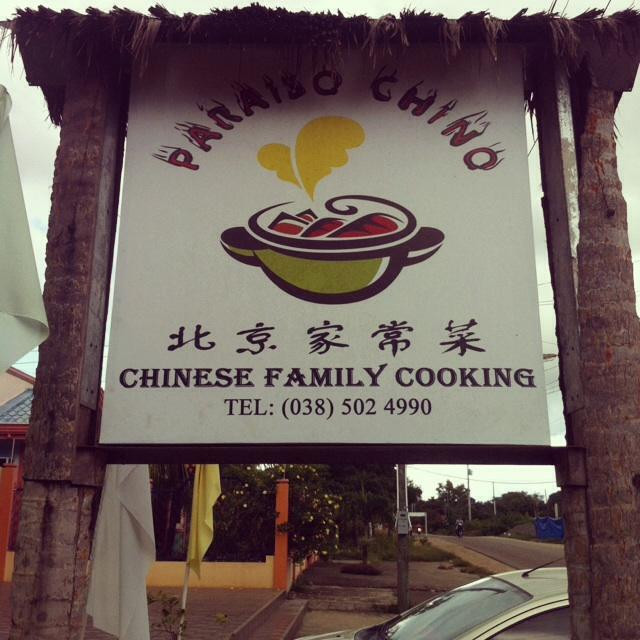 PARAISO CHINO
北京家常菜
CHINESE FAMILY COOKING
TEL: (038) 502 4990